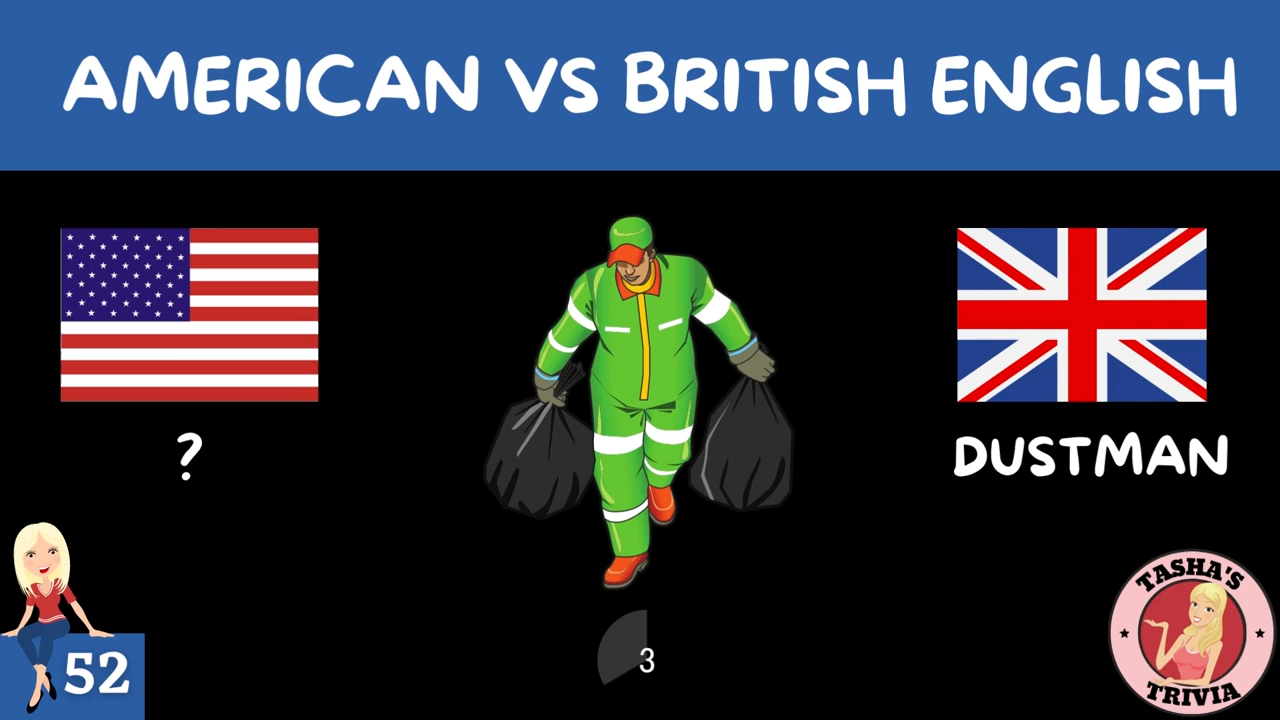 AMERICAN VS BRITISH ENGLISH
?
DUSTMAN
52
3
TASHA'S
TRIVIA